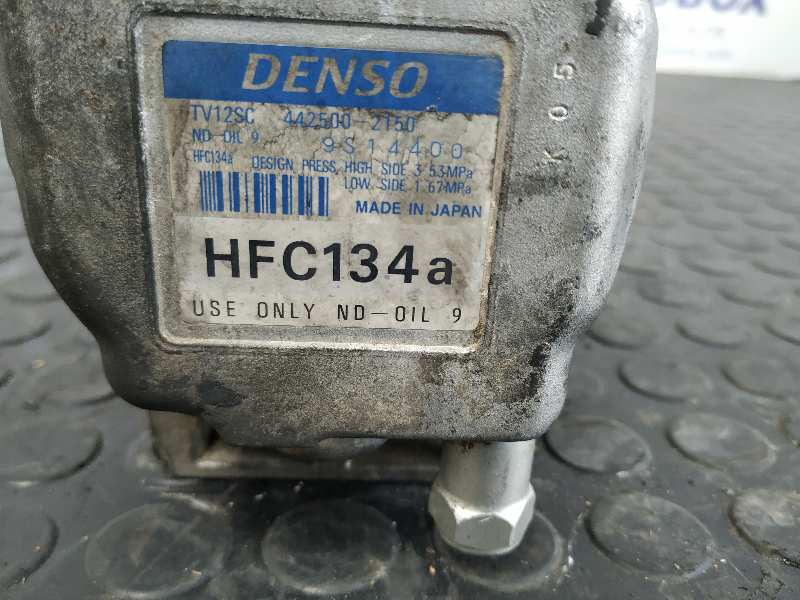 DENSO
TV12SC 442500-2150
ND-OIL 9 9S14400
HFC134a DESIGN PRESS. HIGH SIDE 3.53MPa
LOW SIDE 1.67MPa
MADE IN JAPAN
HFC134a
USE ONLY ND-OIL 9
K05